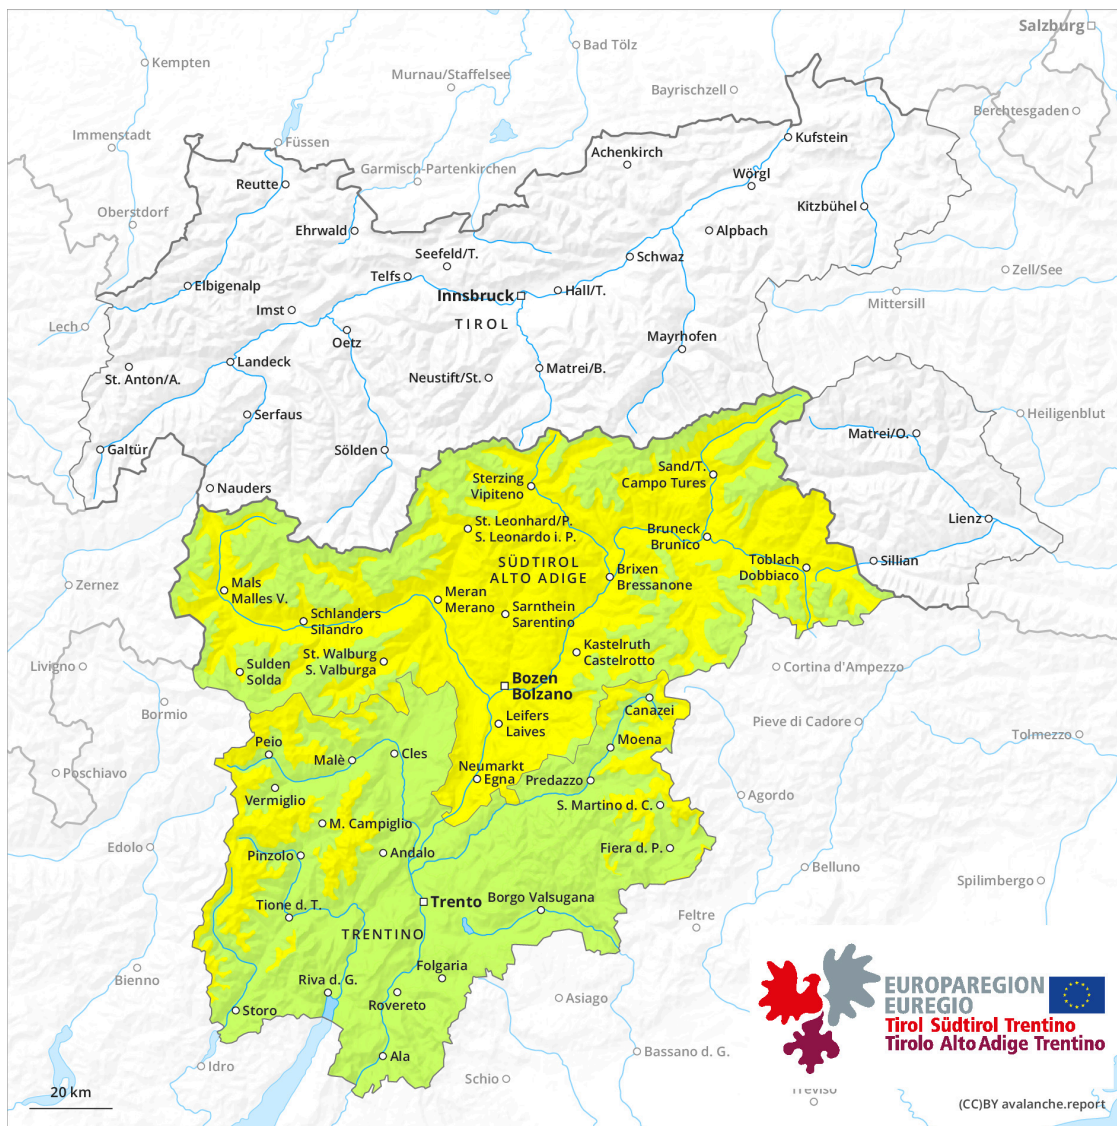 Salzburg
Bad Tölz
Kempten
Murnau/Staffelsee
Bayrischzell
Berchtesgaden
Immenstadt
Füssen
Kufstein
Achenkirch
Garmisch-Partenkirchen
Wörgl
Reutte
Kitzbühel
Oberstdorf
Ehrwald
Alpbach
Seefeld/T.
Schwaz
Zell/See
Telfs
Elbigenalp
Hall/T.
Innsbruck
Mittersill
Imst
TIROL
Lech
Oetz
Mayrhofen
Landeck
Matrei/B.
St. Anton/A.
Neustift/St.
Serfaus
Heiligenblut
Matrei/O.
Galtür
Sölden
Sand/T.
Campo Tures
Sterzing
Vipiteno
Nauders
Lienz
St. Leonhard/P.
S. Leonardo i. P.
Bruneck
Brunico
SÜDTIROL
ALTO ADIGE
Toblach
Dobbiaco
Sillian
Brixen
Bressanone
Zernez
Mals
Malles V.
Meran
Merano
Schlanders
Silandro
Sarnthein
Sarentino
Kastelruth
Castelrotto
St. Walburg
S. Valburga
Livigno
Sulden
Solda
Cortina d'Ampezzo
Bozen
Bolzano
Canazei
Bormio
Leifers
Laives
Pieve di Cadore
Moena
Tolmezzo
Peio
Cles
Malè
Neumarkt
Egna
Predazzo
Poschiavo
Vermiglio
Agordo
S. Martino d. C.
M. Campiglio
Edolo
Pinzolo
Andalo
Fiera d. P.
Belluno
Spilimbergo
Trento
Borgo Valsugana
Tione d. T.
Feltre
TRENTINO
Folgaria
Bienno
Riva d. G.
Rovereto
Asiago
Storo
EUROPAREGION
EUREGIO
Tirol Südtirol Trentino
Tirolo Alto Adige Trentino
Ala
Bassano d. G.
Idro
Schio
Treviso
20 km
(CC)BY avalanche.report